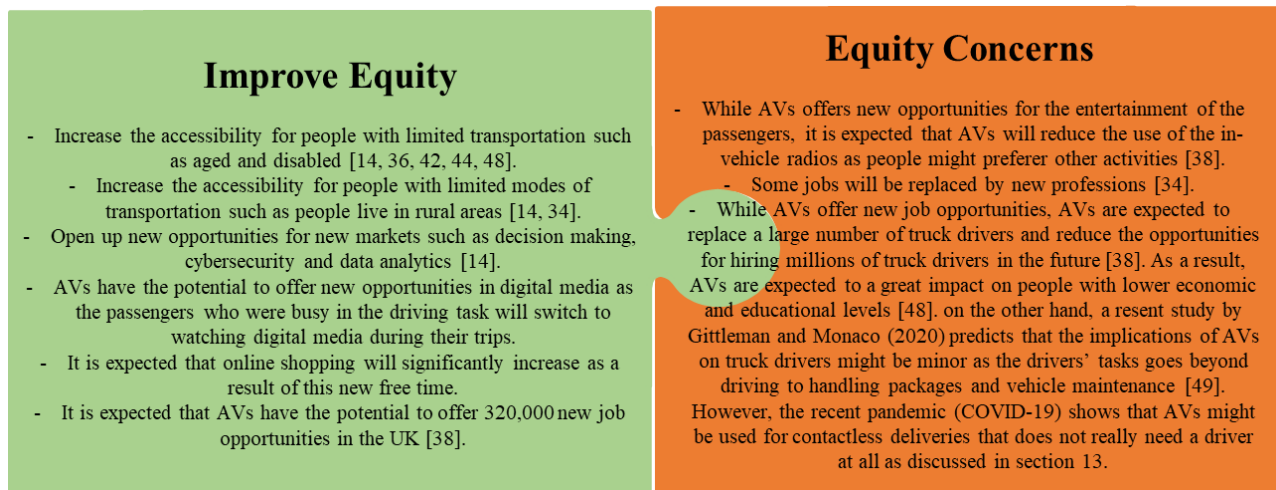 Improve Equity
- Increase the accessibility for people with limited transportation such
as aged and disabled [14, 36, 42, 44, 48].
- Increase the accessibility for people with limited modes of
transportation such as people live in rural areas [14, 34].
- Open up new opportunities for new markets such as decision making,
cybersecurity and data analytics [14].
- AVs have the potential to offer new opportunities in digital media as
the passengers who were busy in the driving task will switch to
watching digital media during their trips.
- It is expected that online shopping will significantly increase as a
result of this new free time.
- It is expected that AVs have the potential to offer 320,000 new job
opportunities in the UK [38].
Equity Concerns
- While AVs offers new opportunities for the entertainment of the
passengers, it is expected that AVs will reduce the use of the in-
vehicle radios as people might preferer other activities [38].
- Some jobs will be replaced by new professions [34].
- While AVs offer new job opportunities, AVs are expected to
replace a large number of truck drivers and reduce the opportunities
for hiring millions of truck drivers in the future [38]. As a result,
AVs are expected to a great impact on people with lower economic
and educational levels [48]. on the other hand, a resent study by
Gittleman and Monaco (2020) predicts that the implications of AVs
on truck drivers might be minor as the drivers’ tasks goes beyond
driving to handling packages and vehicle maintenance [49].
However, the recent pandemic (COVID-19) shows that AVs might
be used for contactless deliveries that does not really need a driver
at all as discussed in section 13.